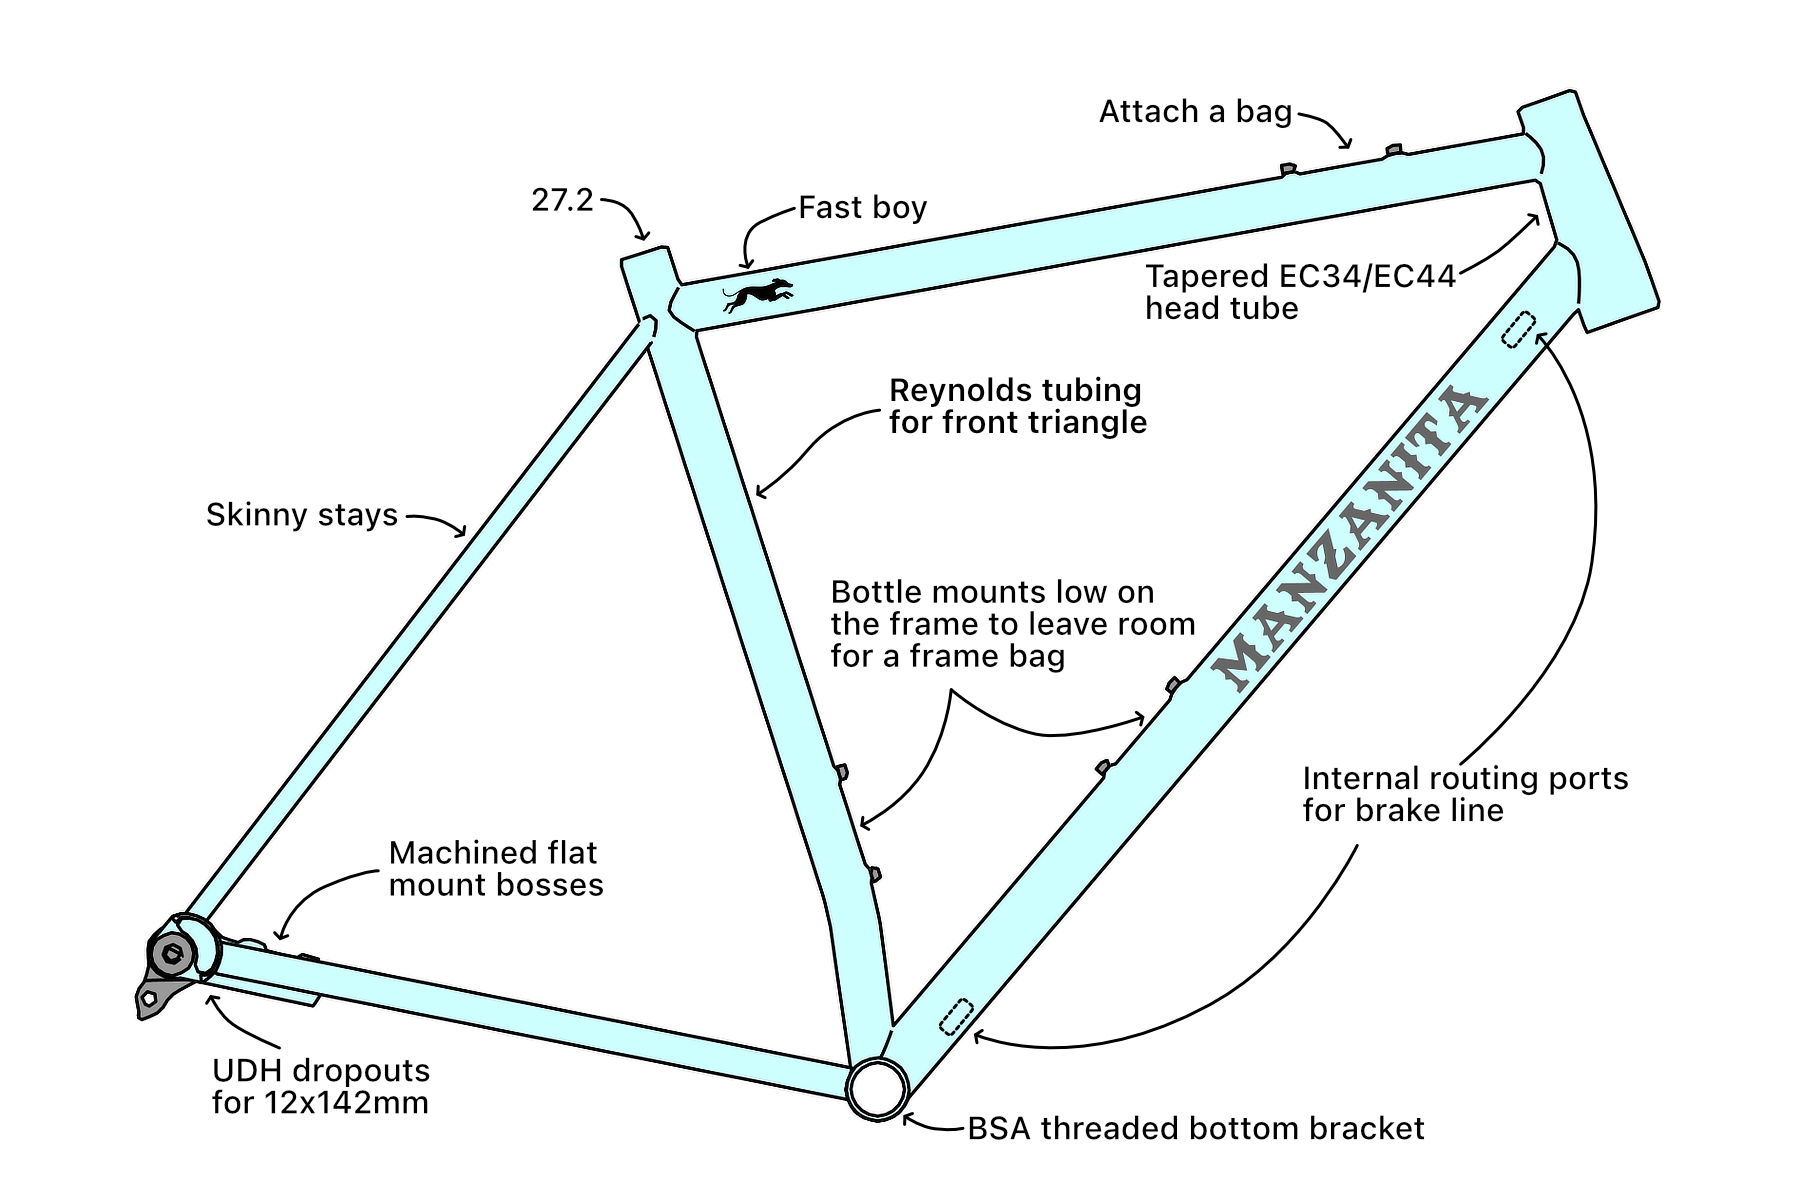 Attach a bag
27.2
Fast boy
Tapered EC34/EC44
head tube
Reynolds tubing
for front triangle
MANZANITA
Skinny stays
Bottle mounts low on
the frame to leave room
for a frame bag
Internal routing ports
for brake line
Machined flat
mount bosses
UDH dropouts
for 12x142mm
BSA threaded bottom bracket